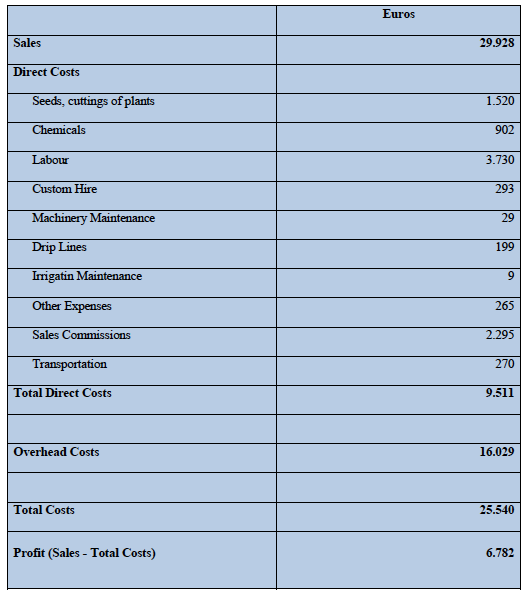 Euros
Sales 29.928
Direct Costs
Seeds, cuttings of plants 1.520
Chemicals 902
Labour 3.730
Custom Hire 293
Machinery Maintenance 29
Drip Lines 199
Irrigatin Maintenance 9
Other Expenses 265
Sales Commissions 2.295
Transportation 270
Total Direct Costs 9.511
Overhead Costs 16.029
Total Costs 25.540
Profit (Sales - Total Costs) 6.782